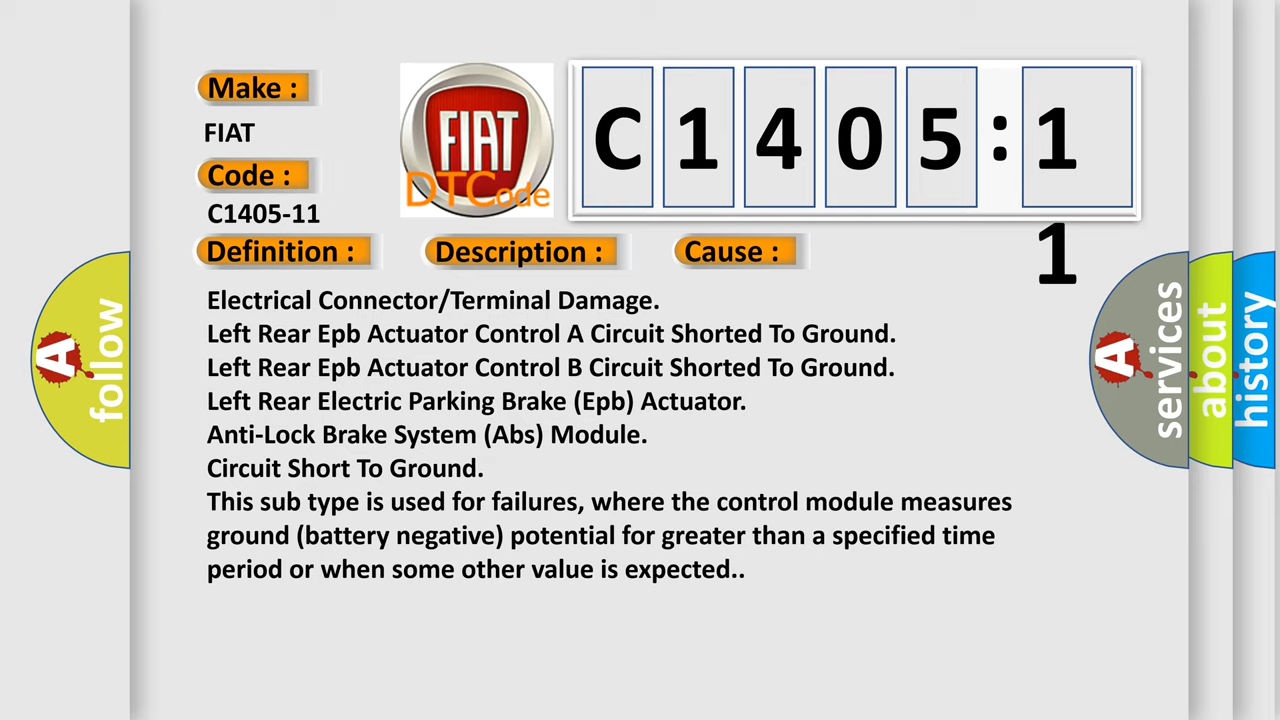 Make :
FIAT
Code :
C1405-11
FIAT
DTCode
C1405:1
1
Definition :
Description :
Cause :
Electrical Connector/Terminal Damage.
Left Rear Epb Actuator Control A Circuit Shorted To Ground.
Left Rear Epb Actuator Control B Circuit Shorted To Ground.
Left Rear Electric Parking Brake (Epb) Actuator.
Anti-Lock Brake System (Abs) Module.
Circuit Short To Ground.
This sub type is used for failures, where the control module measures
ground (battery negative) potential for greater than a specified time
period or when some other value is expected..
A
follow
A
services
about
history